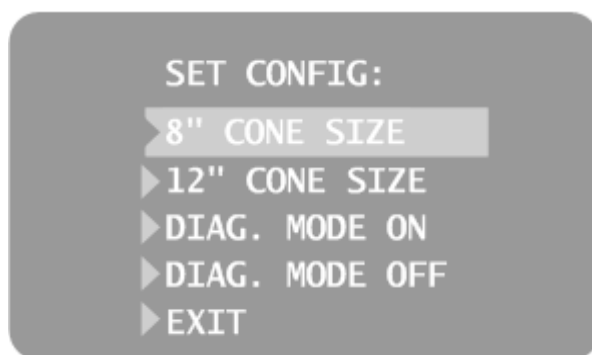 SET CONFIG:
8" CONE SIZE
12" CONE SIZE
DIAG. MODE ON
DIAG. MODE OFF
EXIT